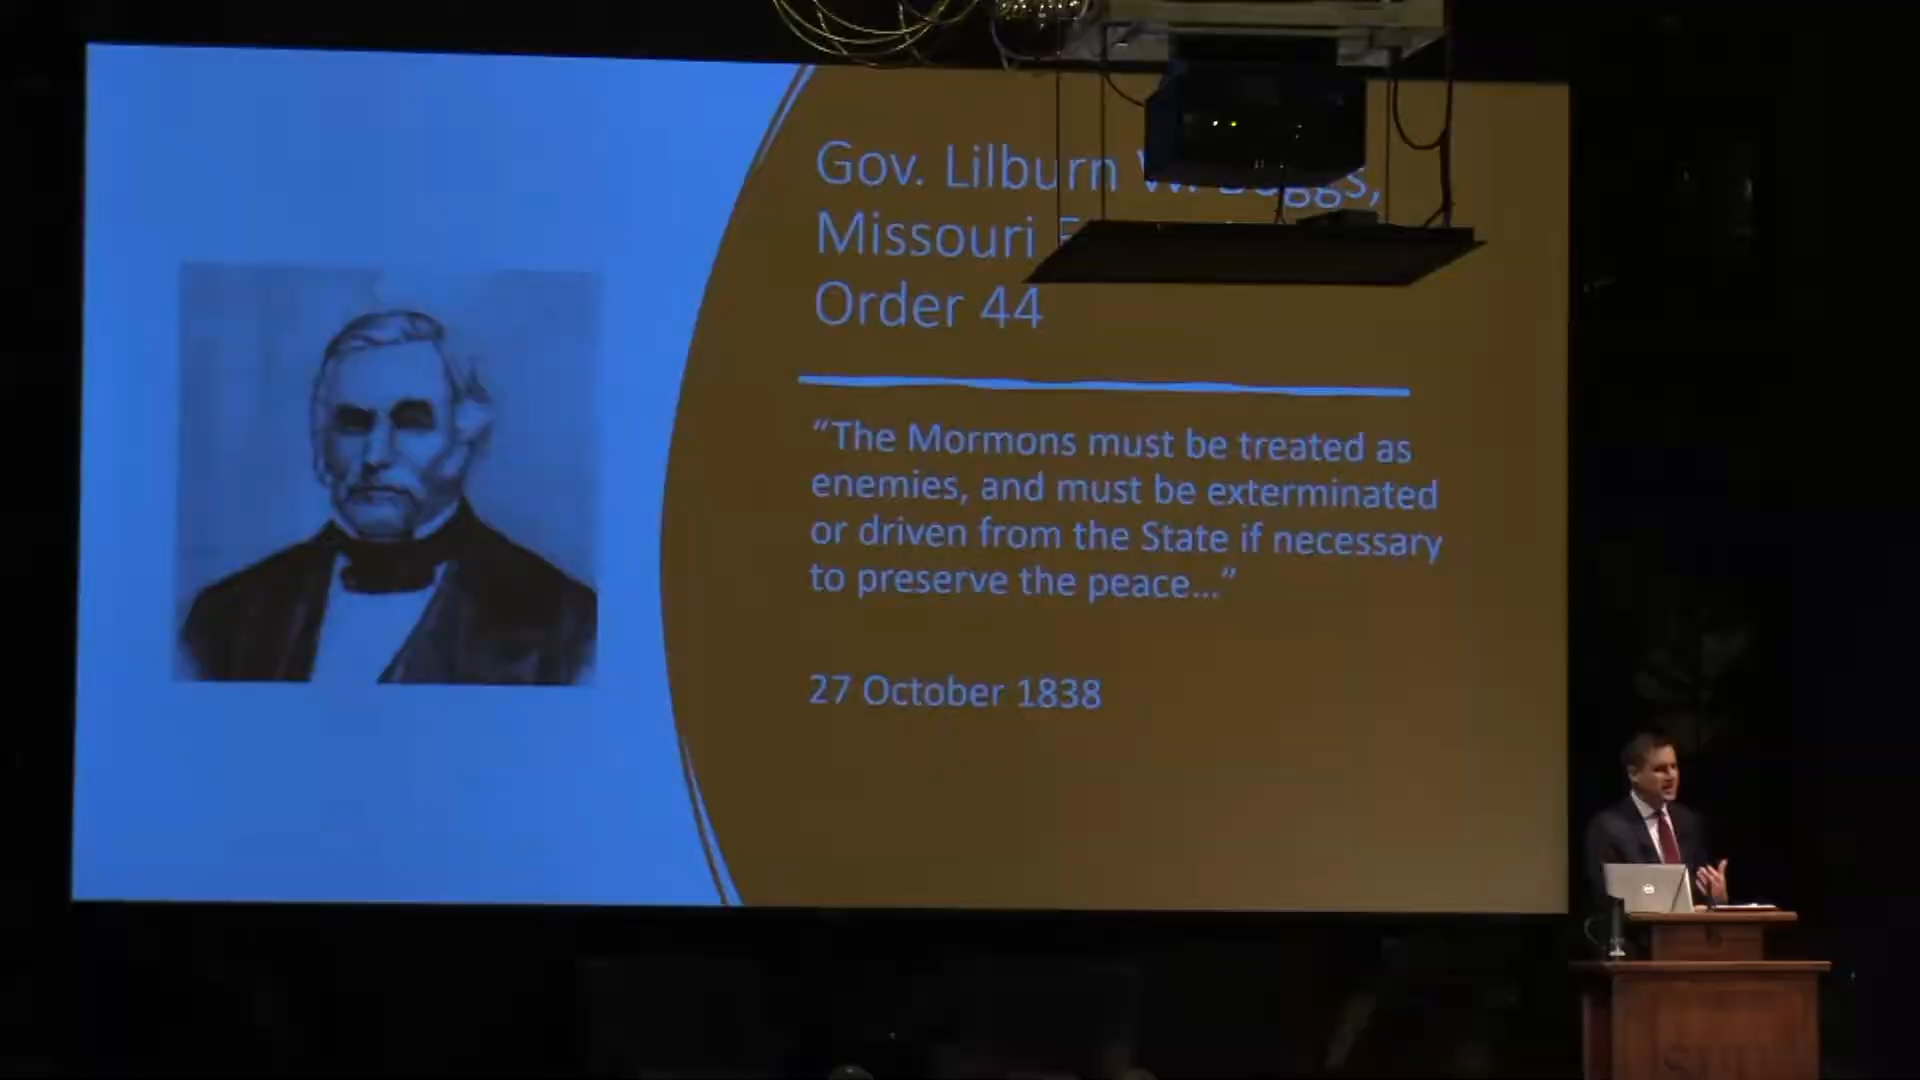 Gov. Lilburn W. Boggs,
Missouri
Order 44
“The Mormons must be treated as
enemies, and must be exterminated
or driven from the State if necessary
to preserve the peace...”
27 October 1838